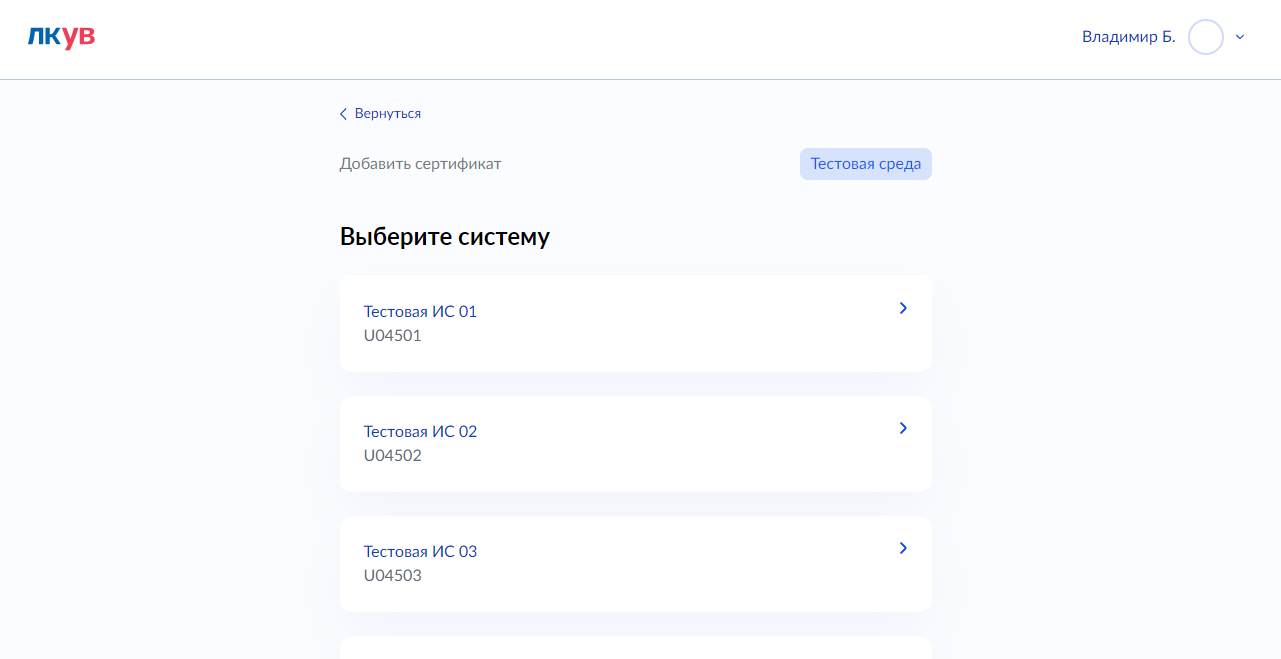 лкув
Владимир Б.
Вернуться
Добавить сертификат
Тестовая среда
Выберите систему
Тестовая ИС 01
U04501
Тестовая ИС 02
U04502
Тестовая ИС 03
U04503